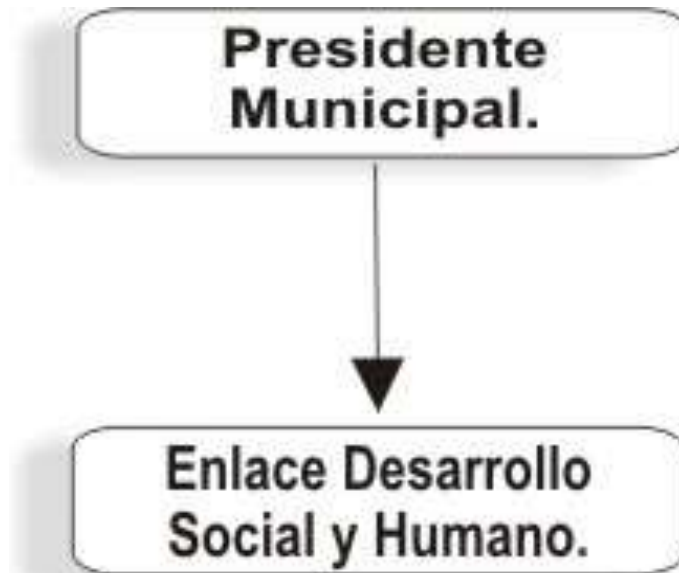 Presidente
Municipal.
Enlace Desarrollo
Social y Humano.